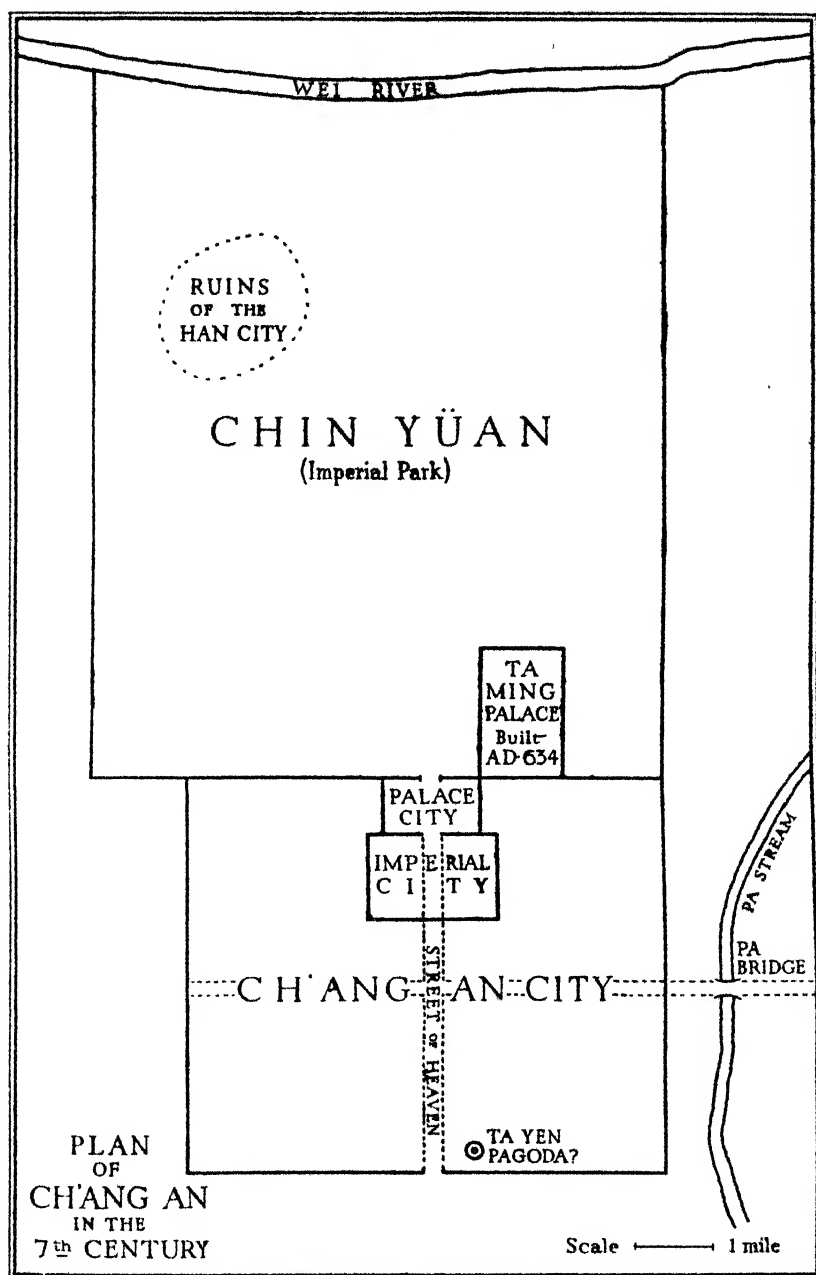 WEI RIVER
RUINS
OF THE
HAN CITY
CHIN YÜAN
(Imperial Park)
TA
MING
PALACE
Built
AD·634
PALACE
CITY
IMPERIAL
CITY
PA STREAM
PA
BRIDGE
CH'ANG AN CITY
STREET OF HEAVEN
TA YEN
PAGODA?
PLAN
OF
CH'ANG AN
IN THE
7th CENTURY
Scale 1 mile